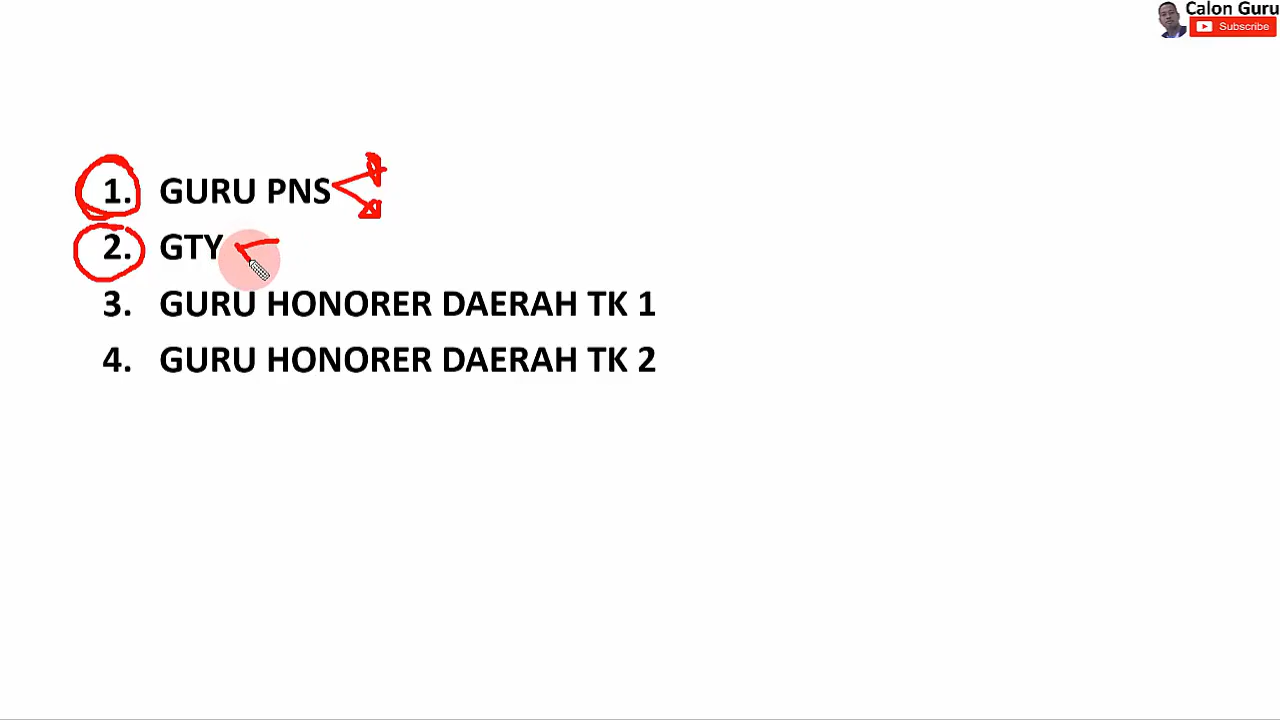 Calon Guru
Subscribe
1. GURU PNS
2. GTY
3. GURU HONORER DAERAH TK 1
4. GURU HONORER DAERAH TK 2